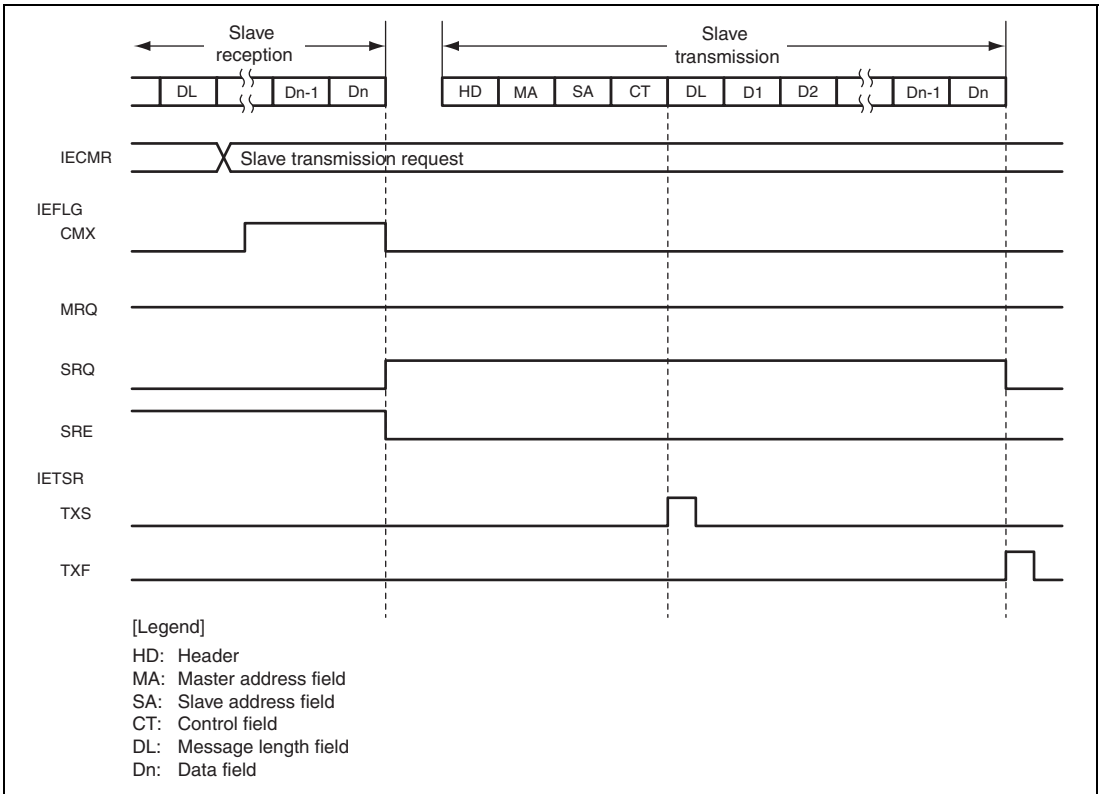 Slave
reception
Slave
transmission
DL Dn-1 Dn HD MA SA CT DL D1 D2 Dn-1 Dn
IECMR Slave transmission request
IEFLG
CMX
MRQ
SRQ
SRE
IETSR
TXS
TXF
[Legend]
HD: Header
MA: Master address field
SA: Slave address field
CT: Control field
DL: Message length field
Dn: Data field